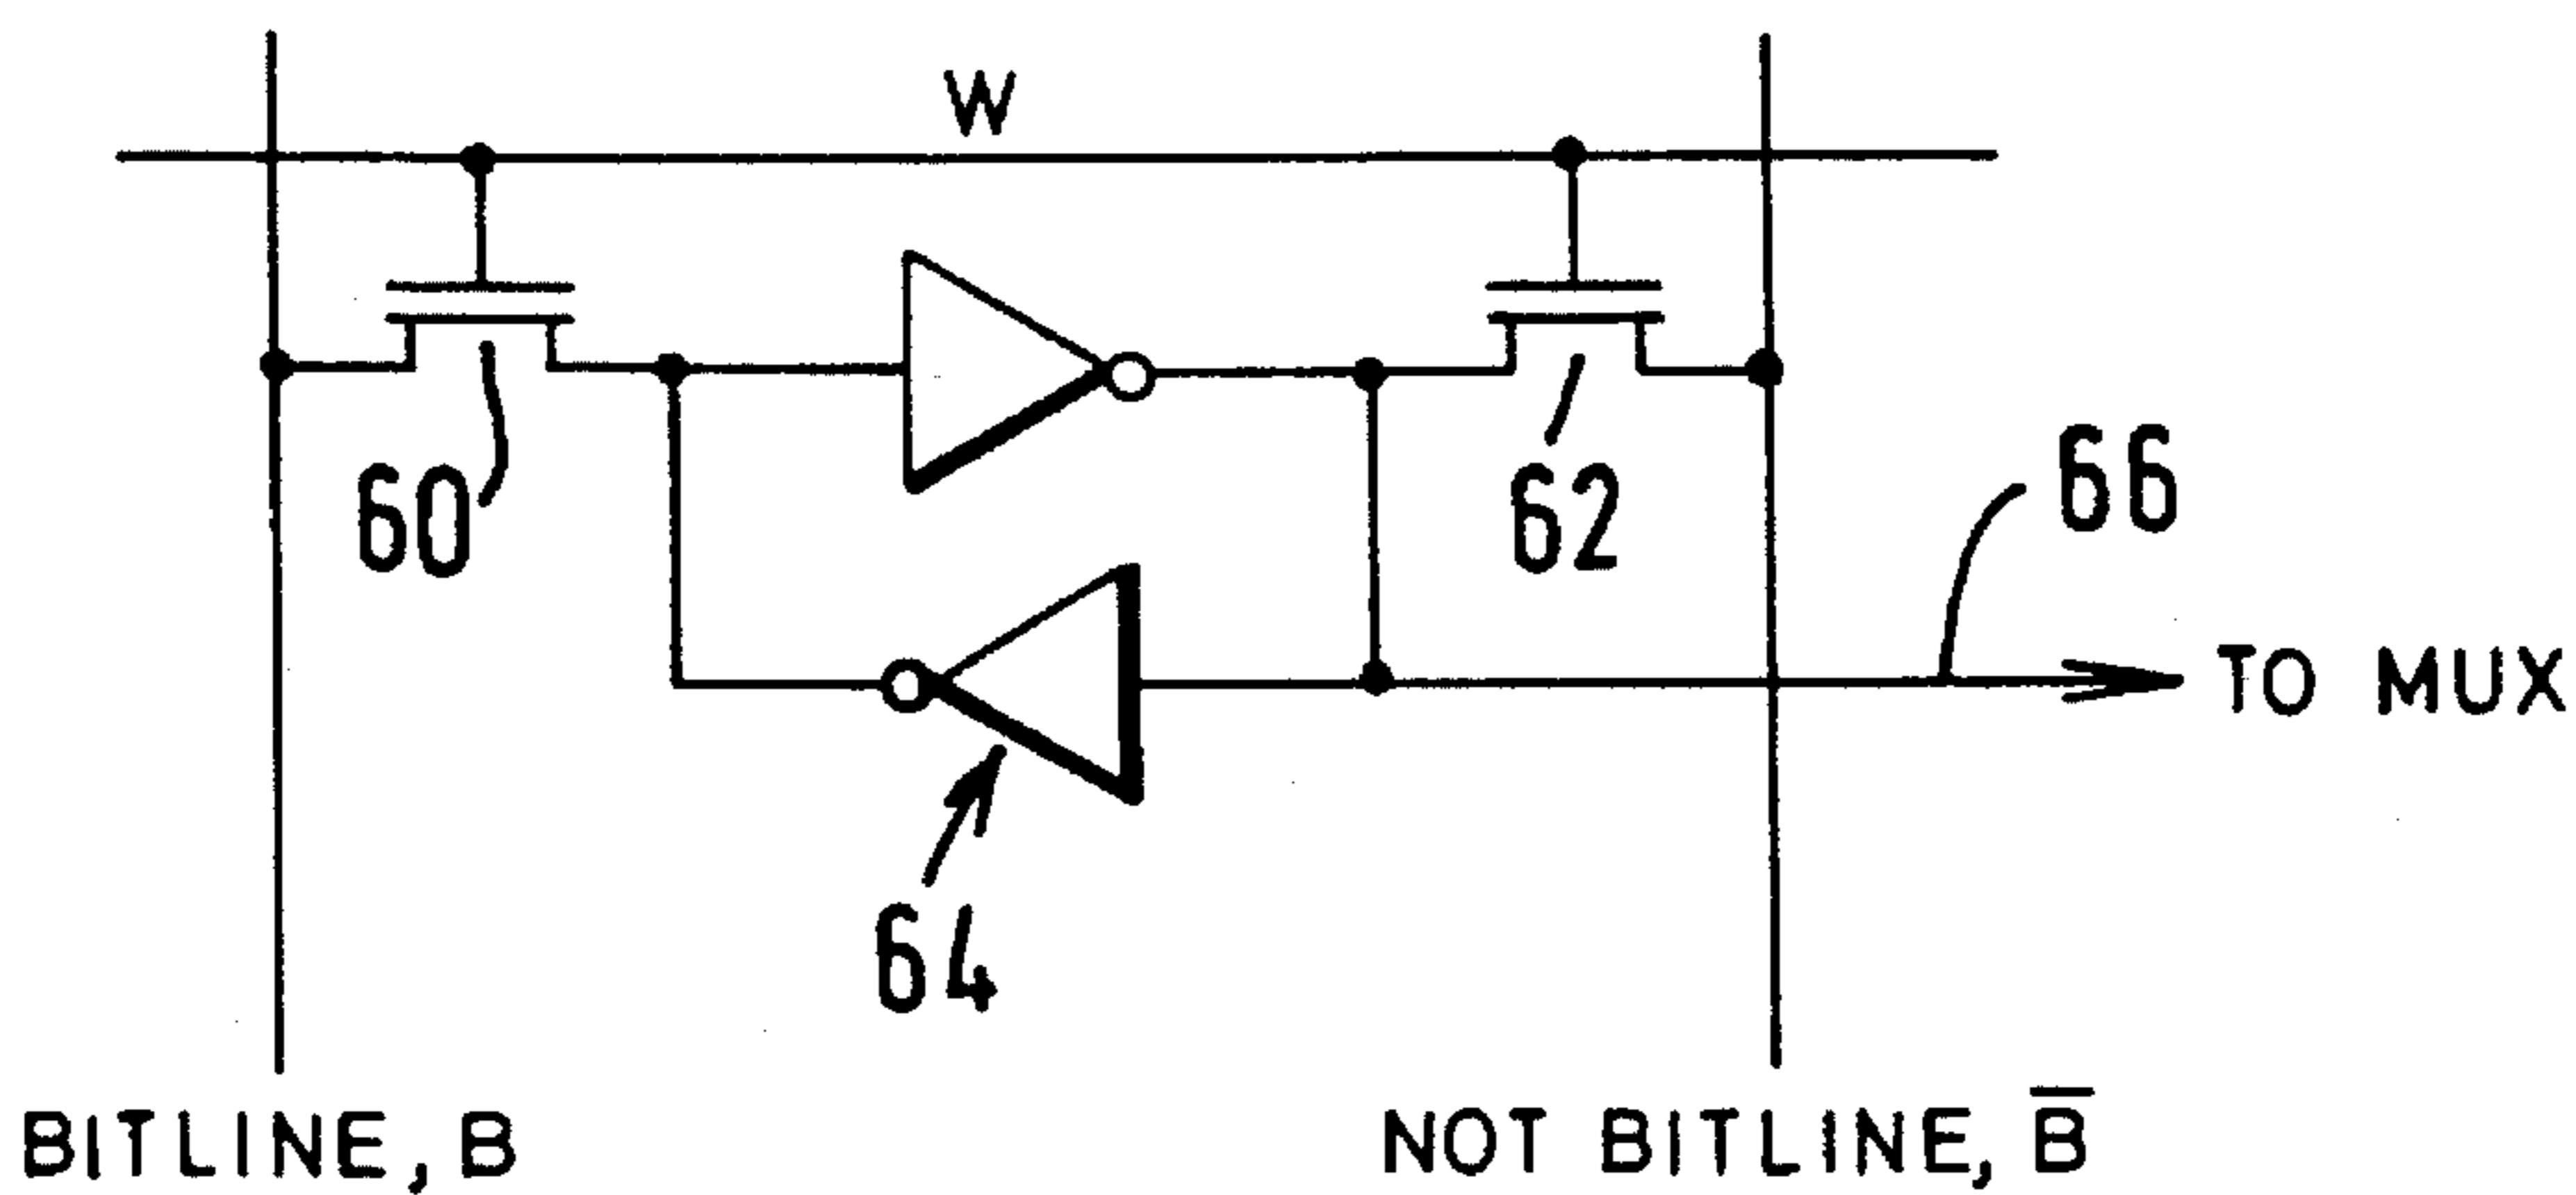 W
60
62
66
TO MUX
64
BITLINE, B
NOT BITLINE, B̅